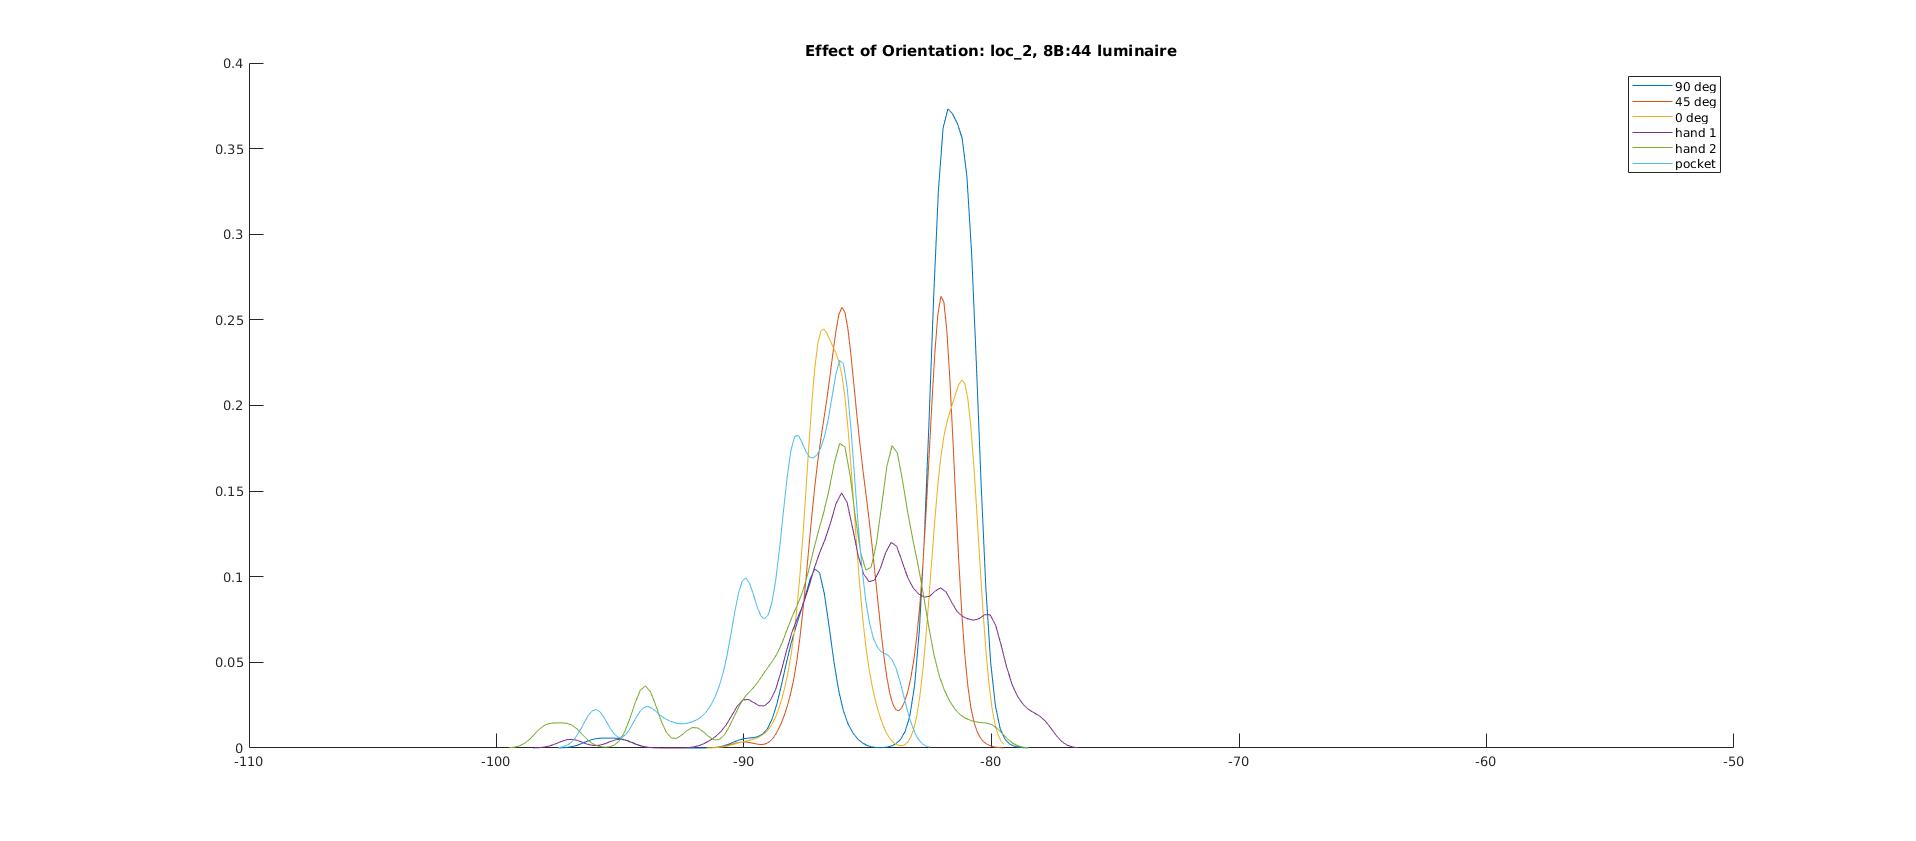 Effect of Orientation: loc_2, 8B:44 luminaire
0.4
0.35
0.3
0.25
0.2
0.15
0.1
0.05
0
-110
-100
-90
-80
-70
-60
-50
90 deg
45 deg
0 deg
hand 1
hand 2
pocket